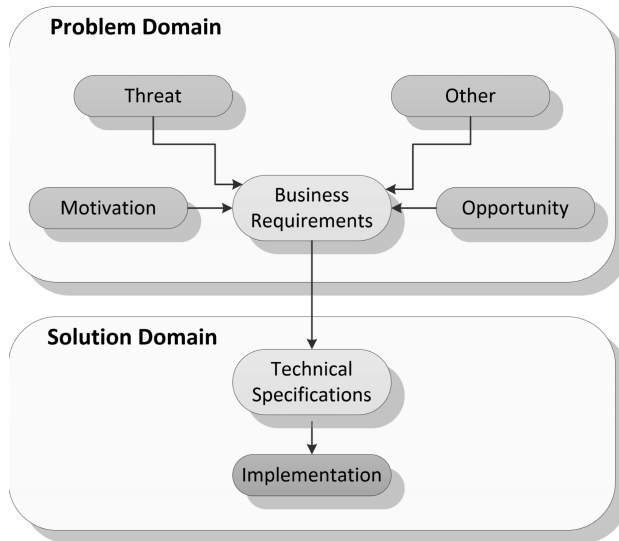 Problem Domain
Threat
Other
Motivation
Business
Requirements
Opportunity
Solution Domain
Technical
Specifications
Implementation